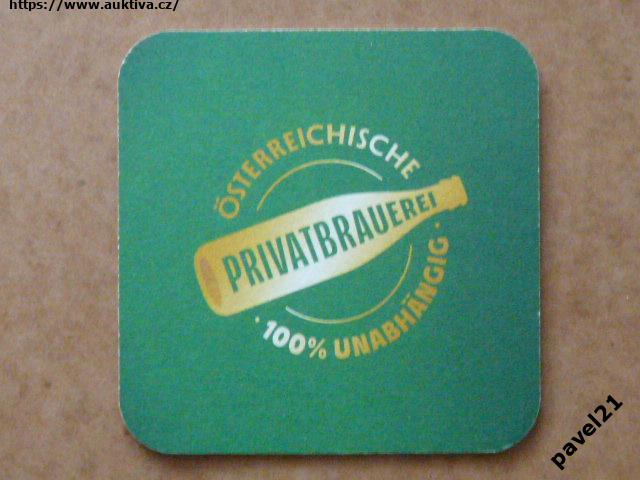 https://www.auktiva.cz/
ÖSTERREICHISCHE
PRIVATBRAUEREI
· 100% UNABHÄNGIG ·
pavel21